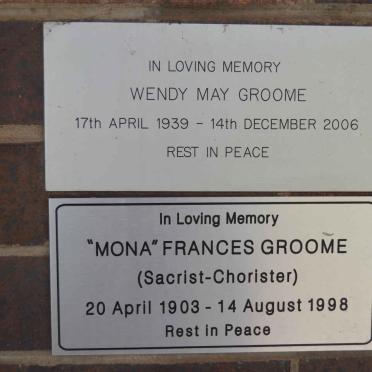 IN LOVING MEMORY
WENDY MAY GROOME
17th APRIL 1939 - 14th DECEMBER 2006
REST IN PEACE
In Loving Memory
"MONA" FRANCES GROOME
(Sacrist-Chorister)
20 April 1903 - 14 August 1998
Rest in Peace